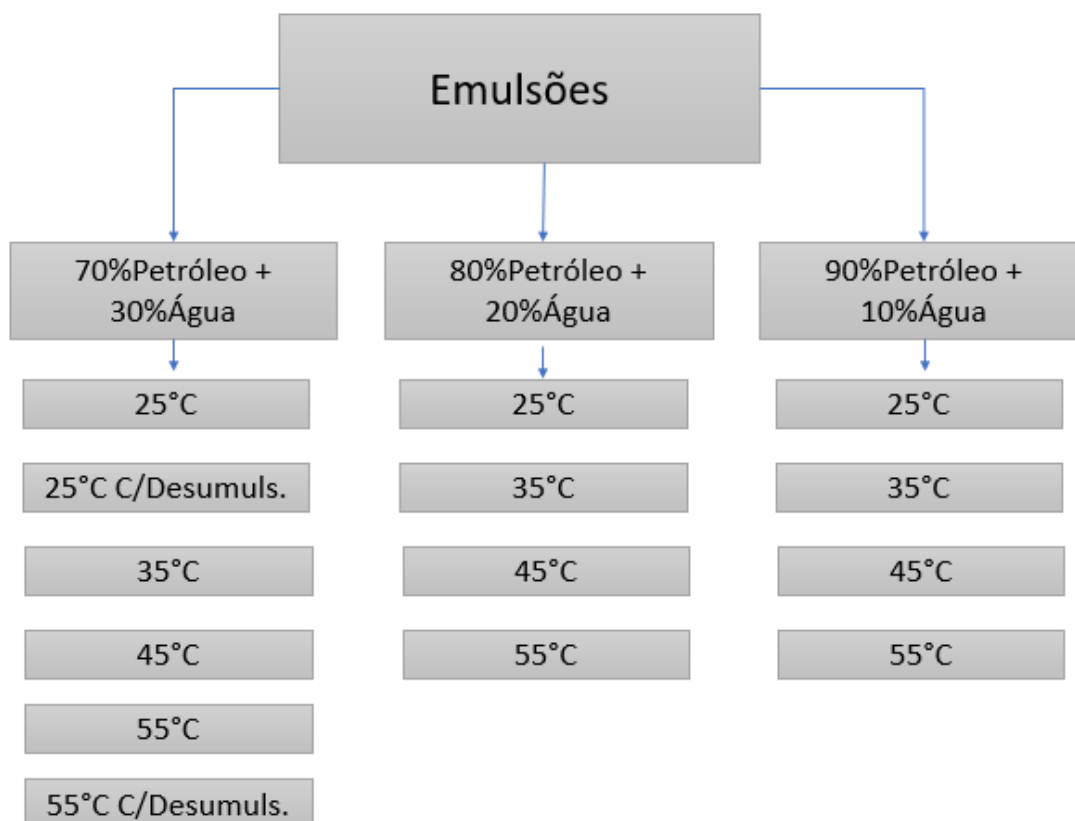 Emulsões
70%Petróleo +
30%Água
25°C
25°C C/Desumuls.
35°C
45°C
55°C
55°C C/Desumuls.
80%Petróleo +
20%Água
25°C
35°C
45°C
55°C
90%Petróleo +
10%Água
25°C
35°C
45°C
55°C